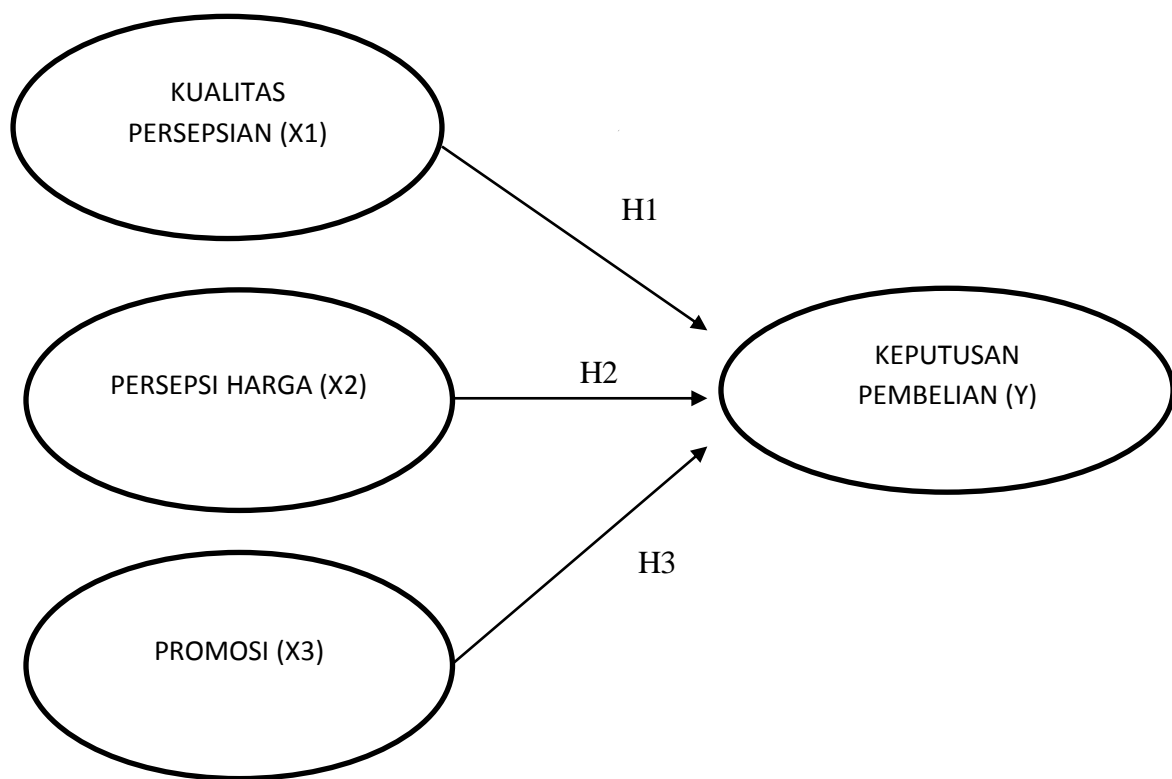 KUALITAS
PERSEPSIAN (X1)
H1
PERSEPSI HARGA (X2)
H2
KEPUTUSAN
PEMBELIAN (Y)
H3
PROMOSI (X3)